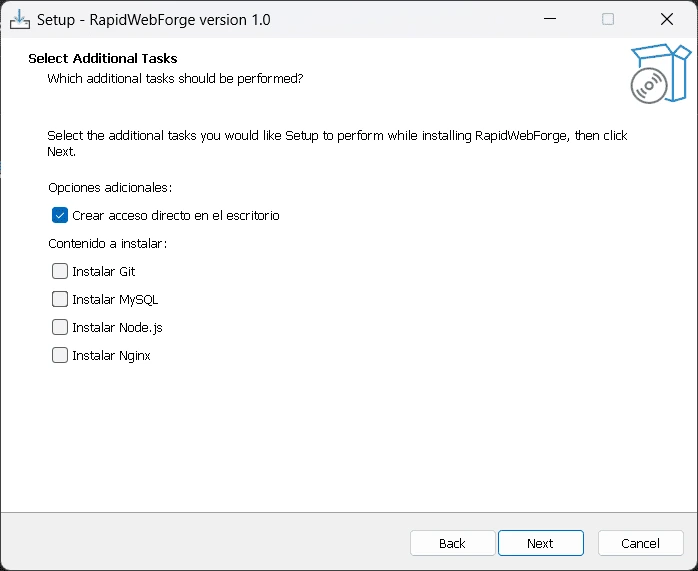 Setup - RapidWebForge version 1.0
Select Additional Tasks
Which additional tasks should be performed?
Select the additional tasks you would like Setup to perform while installing RapidWebForge, then click
Next.
Opciones adicionales:
Crear acceso directo en el escritorio
Contenido a instalar:
Instalar Git
Instalar MySQL
Instalar Node.js
Instalar Nginx
Back Next Cancel